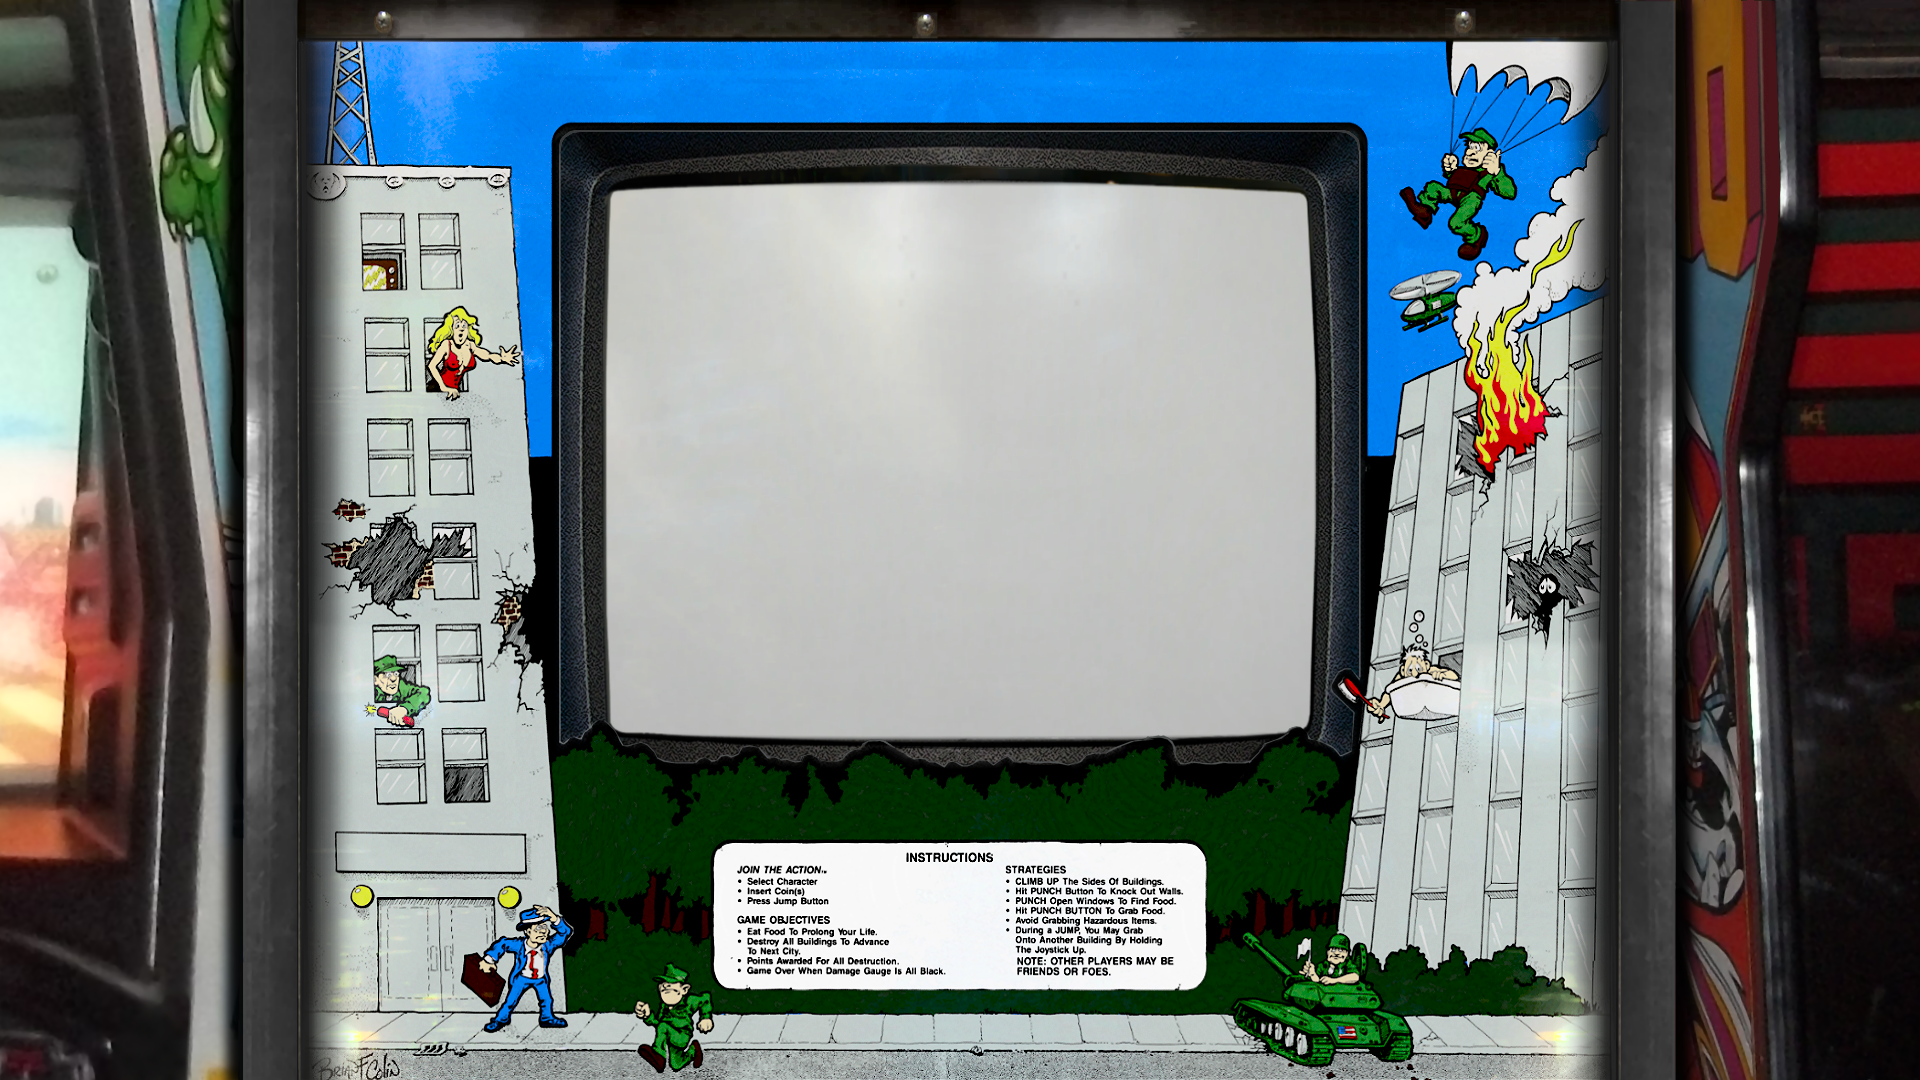 INSTRUCTIONS
JOIN THE ACTION...
• Select Character
• Insert Coin(s)
• Press Jump Button
GAME OBJECTIVES
• Eat Food To Prolong Your Life.
• Destroy All Buildings To Advance
To Next City.
• Points Awarded For All Destruction.
• Game Over When Damage Gauge Is All Black.
STRATEGIES
• CLIMB UP The Sides Of Buildings.
• Hit PUNCH Button To Knock Out Walls.
• PUNCH Open Windows To Find Food.
• Hit PUNCH BUTTON To Grab Food.
• Avoid Grabbing Hazardous Items.
• During a JUMP, You May Grab
Onto Another Building By Holding
The Joystick Up.
NOTE: OTHER PLAYERS MAY BE
FRIENDS OR FOES.
BRIAN F. COLIN